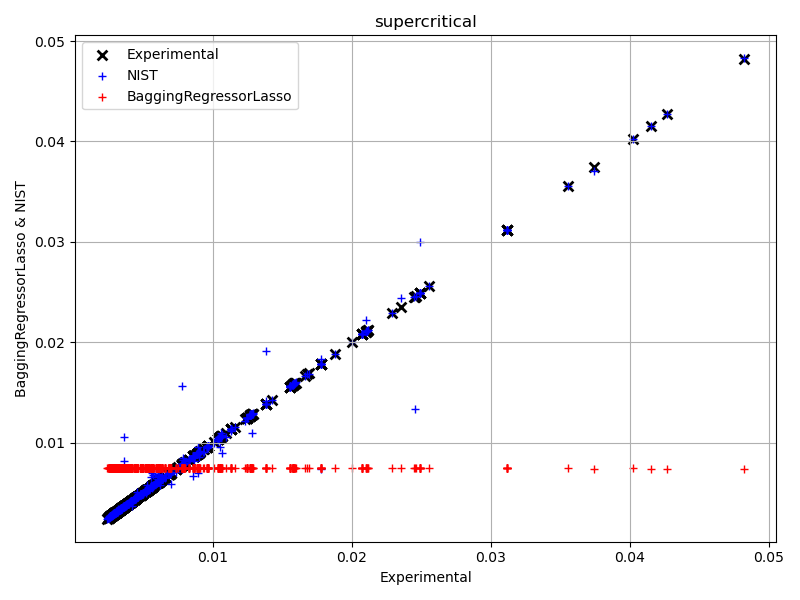 supercritical
Experimental
NIST
BaggingRegressorLasso
BaggingRegressorLasso & NIST
0.05
0.04
0.03
0.02
0.01
0.01
0.02
0.03
0.04
0.05
Experimental